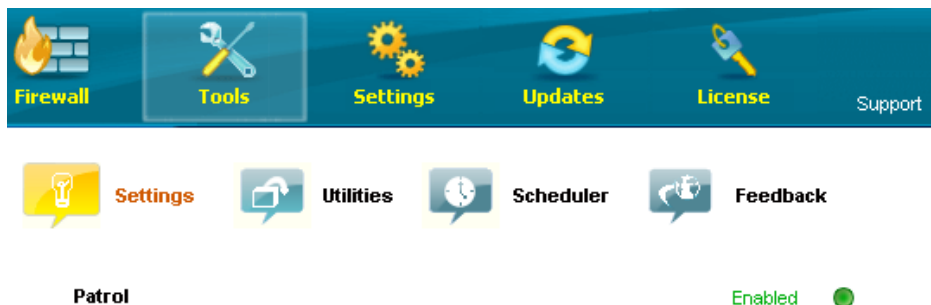 Firewall Tools Settings Updates License Support
Settings Utilities Scheduler Feedback
Patrol Enabled